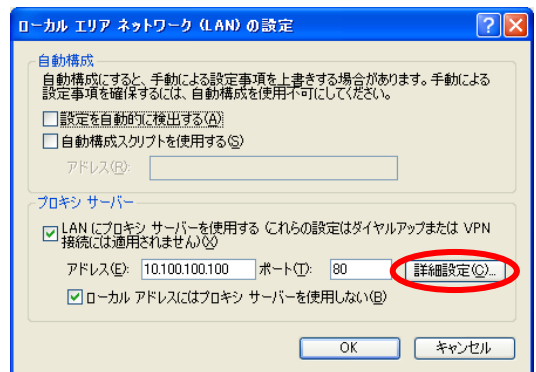 ローカル エリア ネットワーク (LAN) の設定
自動構成
自動構成にすると、手動による設定事項を上書きする場合があります。手動による
設定事項を確保するには、自動構成を使用不可にしてください。
設定を自動的に検出する(A)
自動構成スクリプトを使用する(S)
アドレス(R):
プロキシ サーバー
LAN にプロキシ サーバーを使用する (これらの設定はダイヤルアップまたは VPN
接続には適用されません)(X)
アドレス(E): 10.100.100.100 ポート(T): 80 詳細設定(C)...
ローカル アドレスにはプロキシ サーバーを使用しない(B)
OK キャンセル